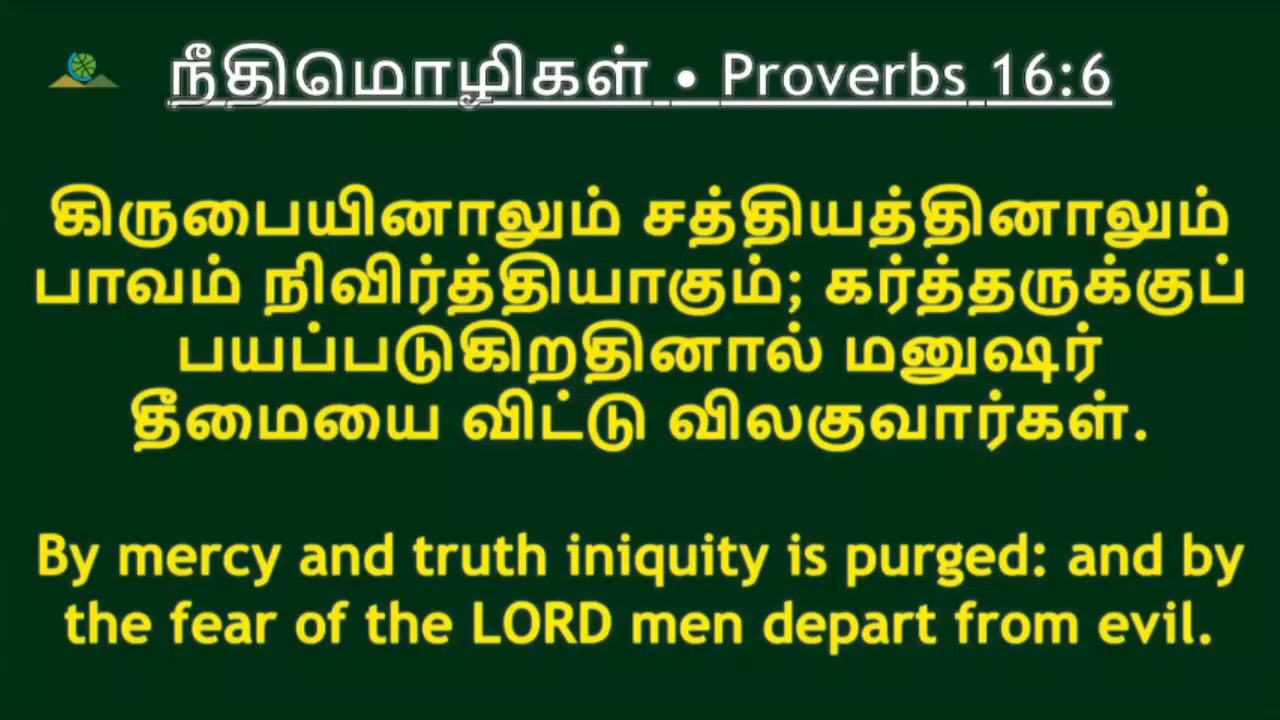 நீதிமொழிகள் • Proverbs 16:6
கிருபையினாலும் சத்தியத்தினாலும்
பாவம் நிவிர்த்தியாகும்; கர்த்தருக்குப்
பயப்படுகிறதினால் மனுஷர்
தீமையை விட்டு விலகுவார்கள்.
By mercy and truth iniquity is purged: and by
the fear of the LORD men depart from evil.